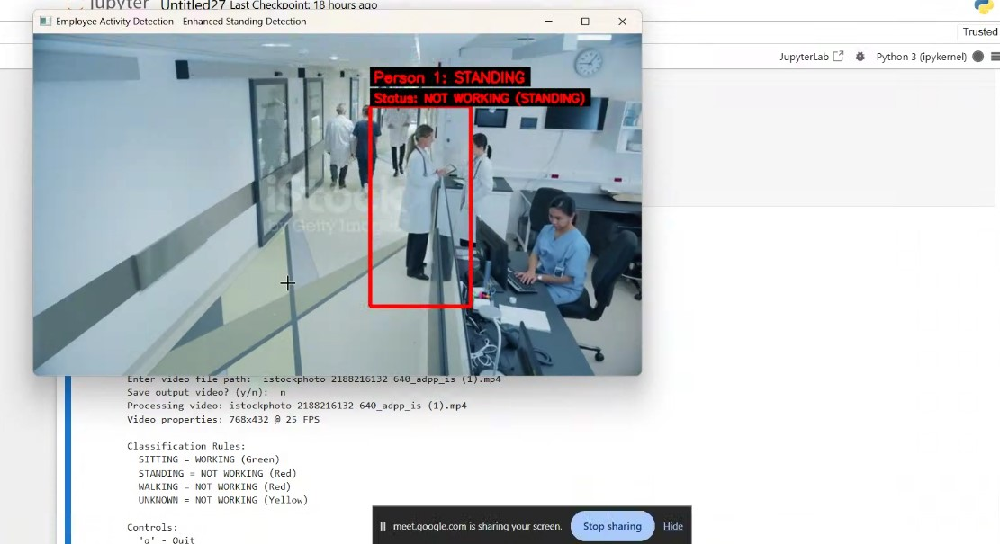 Jupyter Untitled27 Last Checkpoint: 18 hours ago
Employee Activity Detection - Enhanced Standing Detection
Trusted
JupyterLab
Python 3 (ipykernel)
Person 1: STANDING
Status: NOT WORKING (STANDING)
iStock
by Getty Images
Enter video file path: istockphoto-2188216132-640_adpp_is (1).mp4
Save output video? (y/n): n
Processing video: istockphoto-2188216132-640_adpp_is (1).mp4
Video properties: 768x432 @ 25 FPS
Classification Rules:
SITTING = WORKING (Green)
STANDING = NOT WORKING (Red)
WALKING = NOT WORKING (Red)
UNKNOWN = NOT WORKING (Yellow)
Controls:
'q' - Quit
meet.google.com is sharing your screen.
Stop sharing
Hide